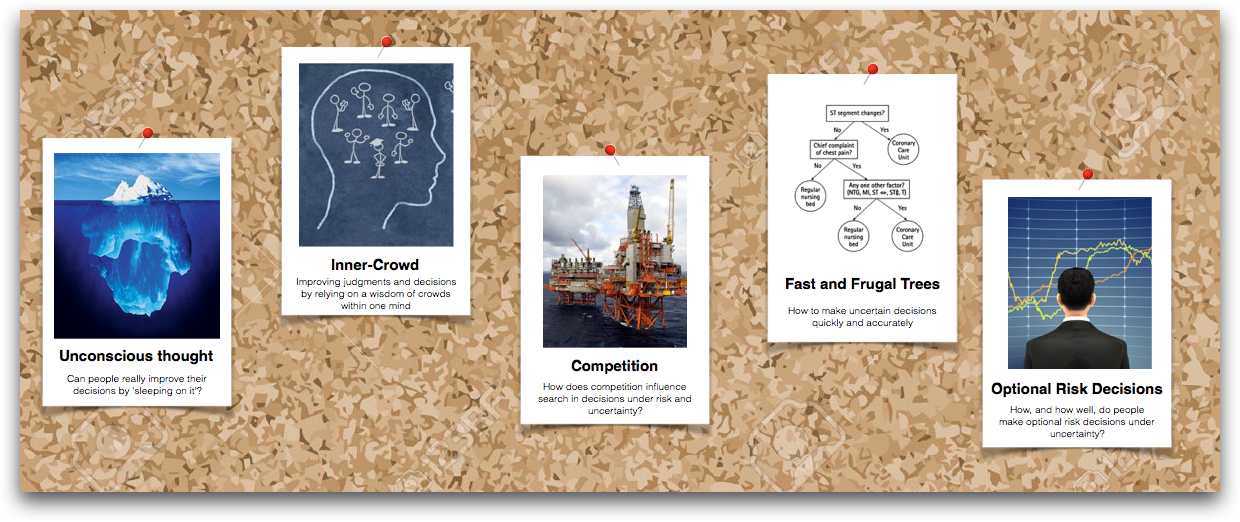 Unconscious thought
Can people really improve their
decisions by 'sleeping on it'?
Inner-Crowd
Improving judgments and decisions
by relying on a wisdom of crowds
within one mind
Competition
How does competition influence
search in decisions under risk and
uncertainty?
ST segment changes?
No
Yes
Chief complaint
of chest pain?
Coronary
Care
Unit
No
Yes
Regular
nursing
bed
Any one other factor?
(NTG, MI, ST ⇔, STβ, T)
No
Yes
Regular
nursing
bed
Coronary
Care
Unit
Fast and Frugal Trees
How to make uncertain decisions
quickly and accurately
Optional Risk Decisions
How, and how well, do people
make optional risk decisions under
uncertainty?